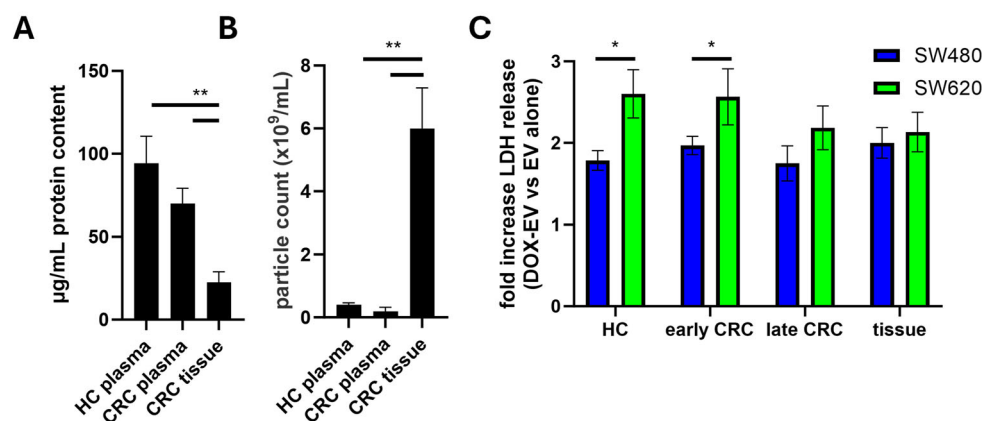 A
µg/mL protein content
150
100
50
0
**
HC plasma
CRC plasma
CRC tissue
B
particle count (x10⁹/mL)
8
6
4
2
0
**
HC plasma
CRC plasma
CRC tissue
C
fold increase LDH release
(DOX-EV vs EV alone)
3
2
1
0
*
*
HC
early CRC
late CRC
tissue
SW480
SW620